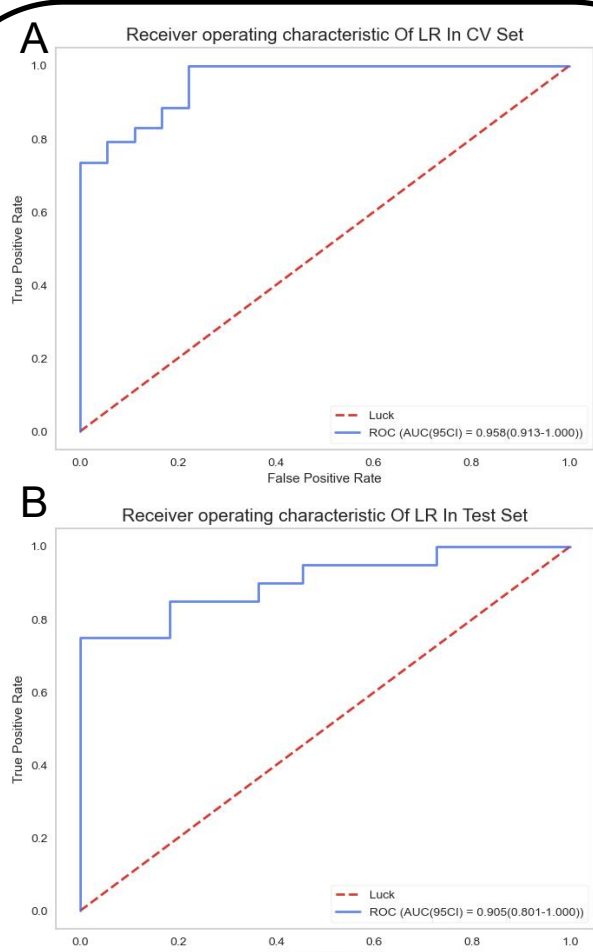 A
Receiver operating characteristic Of LR In CV Set
1.0
0.8
0.6
0.4
0.2
0.0
True Positive Rate
Luck
ROC (AUC(95CI) = 0.958(0.913-1.000))
0.0 0.2 0.4 0.6 0.8 1.0
False Positive Rate
B
Receiver operating characteristic Of LR In Test Set
1.0
0.8
0.6
0.4
0.2
0.0
True Positive Rate
Luck
ROC (AUC(95CI) = 0.905(0.801-1.000))
0.0 0.2 0.4 0.6 0.8 1.0